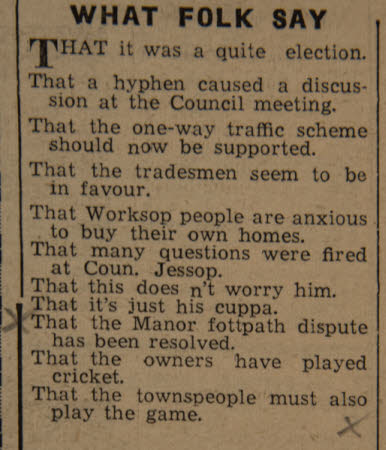 WHAT FOLK SAY
THAT it was a quite election.
That a hyphen caused a discus-
sion at the Council meeting.
That the one-way traffic scheme
should now be supported.
That the tradesmen seem to be
in favour.
That Worksop people are anxious
to buy their own homes.
That many questions were fired
at Coun. Jessop.
That this does n't worry him.
That it's just his cuppa.
That the Manor fottpath dispute
has been resolved.
That the owners have played
cricket.
That the townspeople must also
play the game.